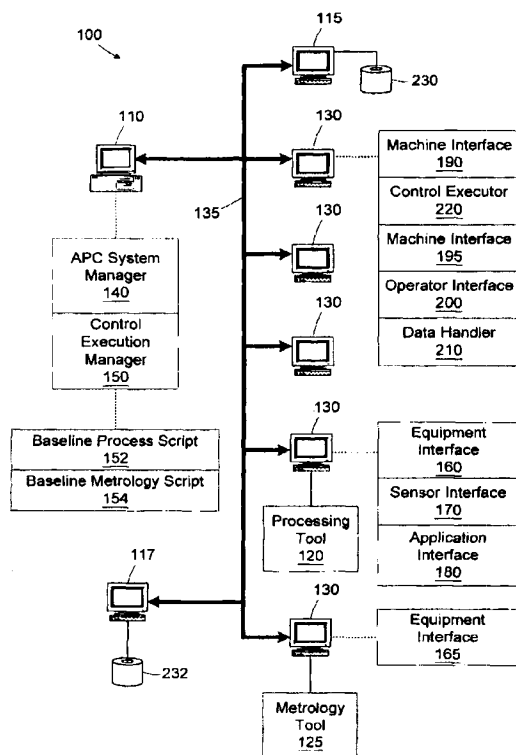 100
115
230
110
130
Machine Interface
190
Control Executor
220
Machine Interface
195
Operator Interface
200
Data Handler
210
135
130
APC System
Manager
140
Control
Execution
Manager
150
130
Baseline Process Script
152
Baseline Metrology Script
154
130
Equipment
Interface
160
Sensor Interface
170
Application
Interface
180
Processing
Tool
120
117
232
130
Equipment
Interface
165
Metrology
Tool
125